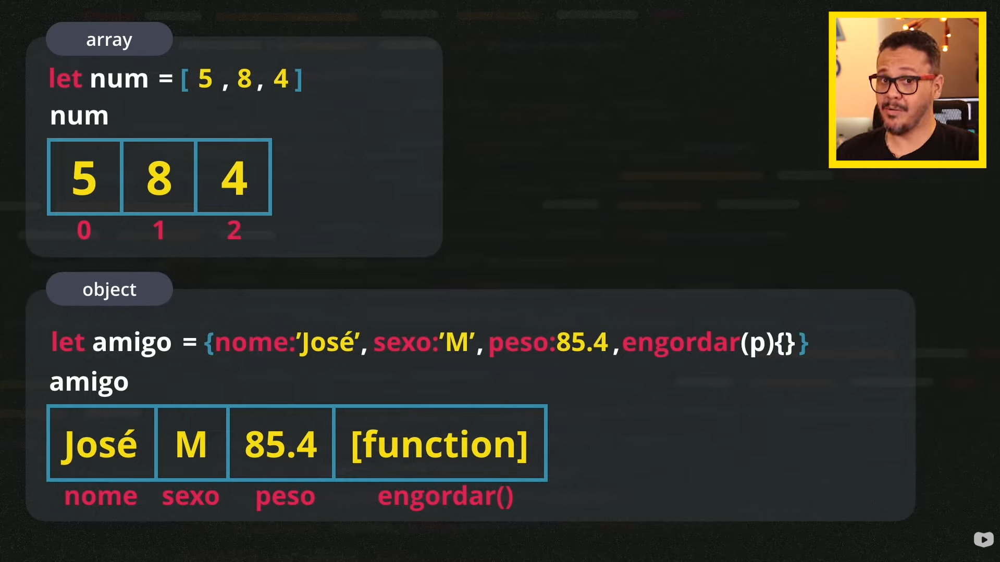 array
let num = [ 5 , 8, 4 ]
num
5 8 4
0 1 2
object
let amigo = {nome:’José’, sexo:’M’, peso:85.4 ,engordar(p){} }
amigo
José M 85.4 [function]
nome sexo peso engordar()